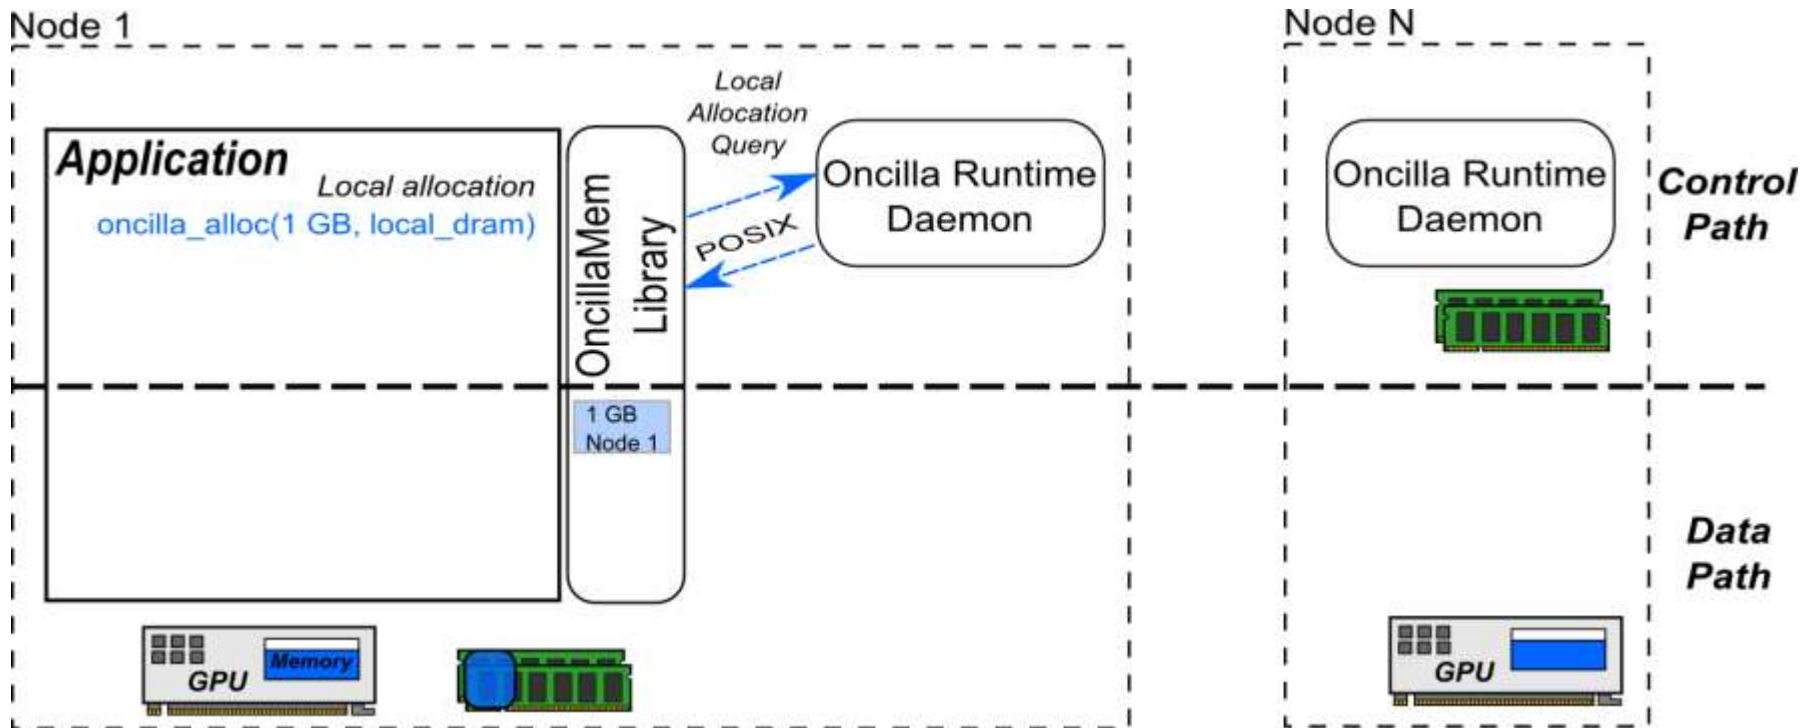 Node 1
Node N
Local
Allocation
Query
Application
Local allocation
oncilla_alloc(1 GB, local_dram)
OncillaMem
Library
POSIX
Oncilla Runtime
Daemon
Oncilla Runtime
Daemon
Control
Path
1 GB
Node 1
Data
Path
Memory
GPU
GPU